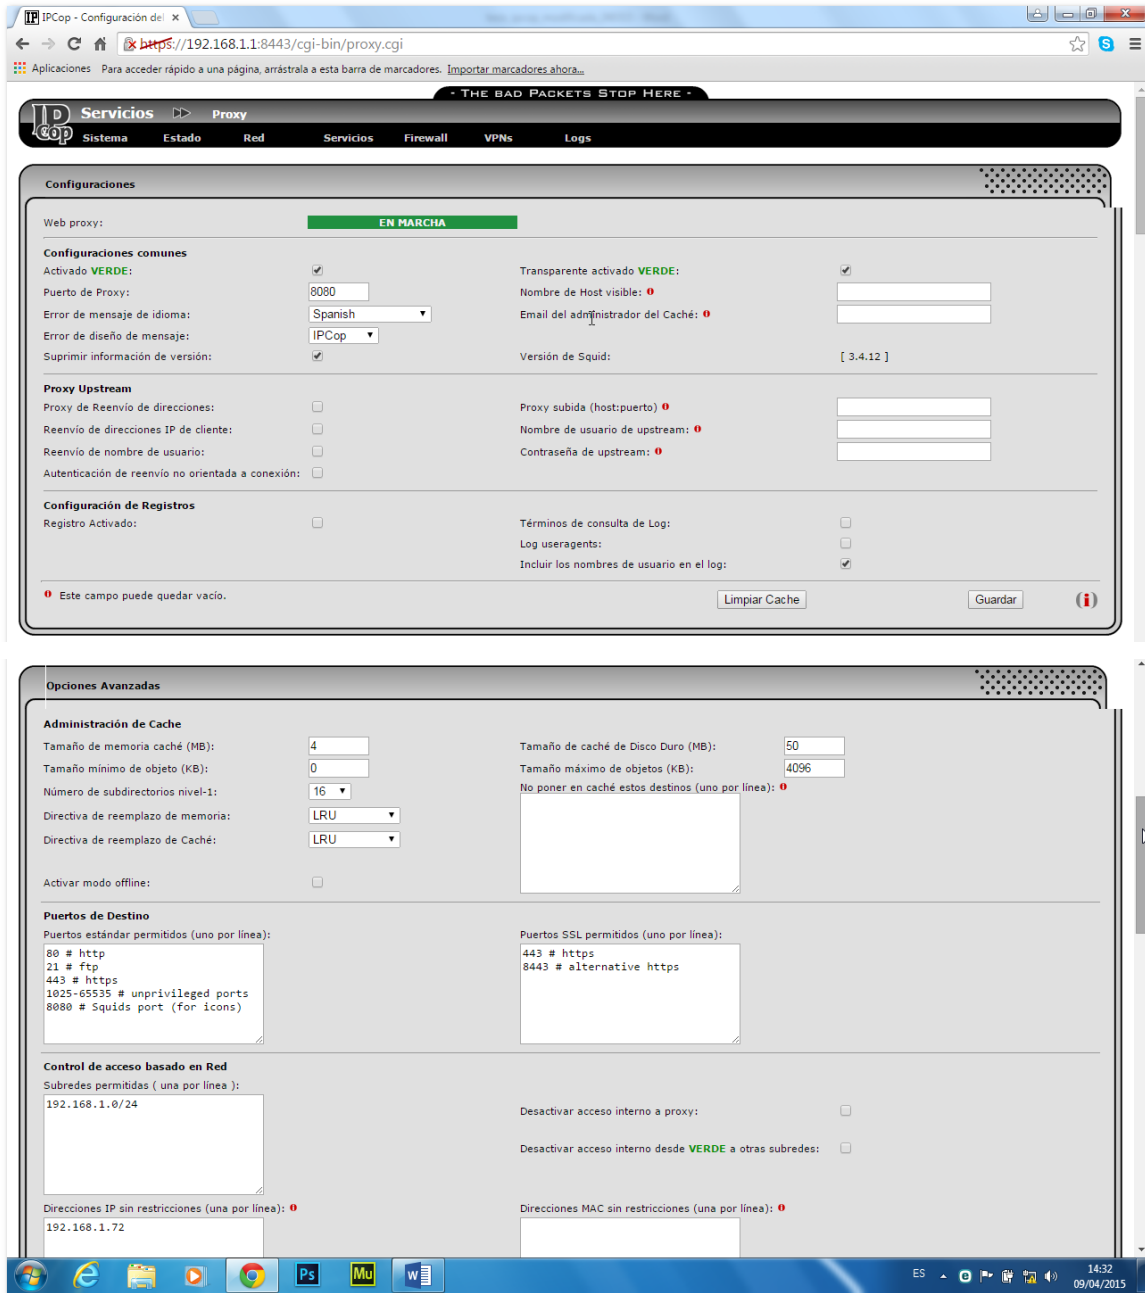 IPCop - Configuración del
https://192.168.1.1:8443/cgi-bin/proxy.cgi
Aplicaciones Para acceder rápido a una página, arrástrala a esta barra de marcadores. Importar marcadores ahora...
- THE BAD PACKETS STOP HERE -
IP cop
Servicios Proxy
Sistema Estado Red Servicios Firewall VPNs Logs
Configuraciones
Web proxy: EN MARCHA
Configuraciones comunes
Activado VERDE: Transparente activado VERDE:
Puerto de Proxy: 8080 Nombre de Host visible:
Error de mensaje de idioma: Spanish Email del administrador del Caché:
Error de diseño de mensaje: IPCop
Suprimir información de versión: Versión de Squid: [ 3.4.12 ]
Proxy Upstream
Proxy de Reenvío de direcciones: Proxy subida (host:puerto)
Reenvío de direcciones IP de cliente: Nombre de usuario de upstream:
Reenvío de nombre de usuario: Contraseña de upstream:
Autenticación de reenvío no orientada a conexión:
Configuración de Registros
Registro Activado: Términos de consulta de Log:
Log useragents:
Incluir los nombres de usuario en el log:
Este campo puede quedar vacío. Limpiar Cache Guardar (i)
Opciones Avanzadas
Administración de Cache
Tamaño de memoria caché (MB): 4 Tamaño de caché de Disco Duro (MB): 50
Tamaño mínimo de objeto (KB): 0 Tamaño máximo de objetos (KB): 4096
Número de subdirectorios nivel-1: 16 No poner en caché estos destinos (uno por línea):
Directiva de reemplazo de memoria: LRU
Directiva de reemplazo de Caché: LRU
Activar modo offline:
Puertos de Destino
Puertos estándar permitidos (uno por línea): Puertos SSL permitidos (uno por línea):
80 # http 443 # https
21 # ftp 8443 # alternative https
443 # https
1025-65535 # unprivileged ports
8080 # Squids port (for icons)
Control de acceso basado en Red
Subredes permitidas ( una por línea ):
192.168.1.0/24
Desactivar acceso interno a proxy:
Desactivar acceso interno desde VERDE a otras subredes:
Direcciones IP sin restricciones (una por línea): Direcciones MAC sin restricciones (una por línea):
192.168.1.72
Ps Mu W ES 14:32
09/04/2015